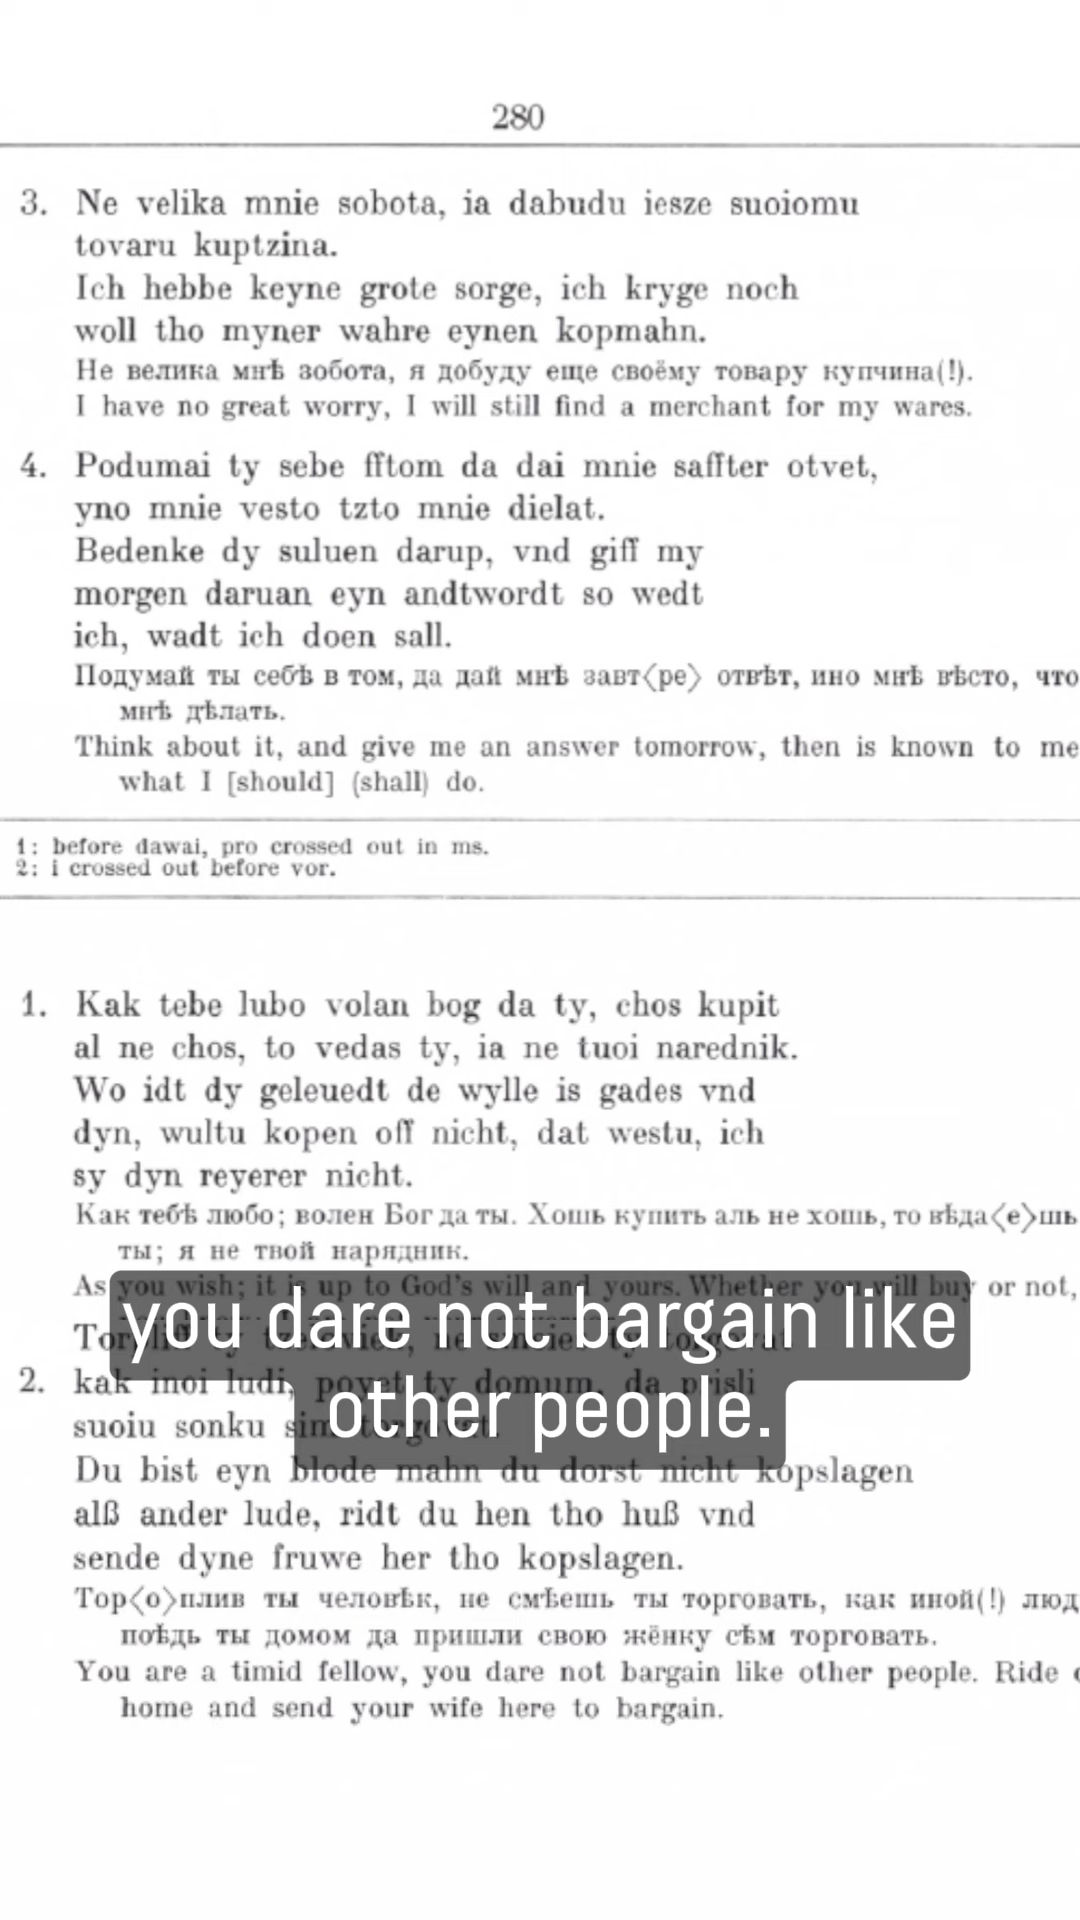 280
3. Ne velika mnie sobota, ia dabudu iesze suoiomu
tovaru kuptzina.
Ich hebbe keyne grote sorge, ich kryge noch
woll tho myner wahre eynen kopmahn.
Не велика мнѣ зобота, я добуду еще своёму товару купчина(!).
I have no great worry, I will still find a merchant for my wares.
4. Podumai ty sebe fftom da dai mnie saffter otvet,
yno mnie vesto tzto mnie dielat.
Bedenke dy suluen darup, vnd giff my
morgen daruan eyn andtwordt so wedt
ich, wadt ich doen sall.
Подумай ты себѣ в том, да дай мнѣ завт⟨ре⟩ отвѣт, ино мнѣ вѣсто, что
мнѣ дѣлать.
Think about it, and give me an answer tomorrow, then is known to me
what I [should] (shall) do.
1: before dawai, pro crossed out in ms.
2: i crossed out before vor.
1. Kak tebe lubo volan bog da ty, chos kupit
al ne chos, to vedas ty, ia ne tuoi narednik.
Wo idt dy geleuedt de wylle is gades vnd
dyn, wultu kopen off nicht, dat westu, ich
sy dyn reyerer nicht.
Как тебѣ любо; волен Бог да ты. Хошь купить аль не хошь, то вѣда⟨е⟩шь
ты; я не твой нарядник.
As you wish; it is up to God's will and yours. Whether you will buy or not,
you dare not bargain like
other people.
2. kak inoi ludi, poyet ty domum, da prisli
suoiu sonku sim torgovat.
Du bist eyn blode mahn du dorst nicht kopslagen
alß ander lude, ridt du hen tho huß vnd
sende dyne fruwe her tho kopslagen.
Тор⟨о⟩плив ты человѣк, не смѣешь ты торговать, как иной(!) люд
поѣдь ты домом да пришли свою жёнку сѣм торговать.
You are a timid fellow, you dare not bargain like other people. Ride
home and send your wife here to bargain.